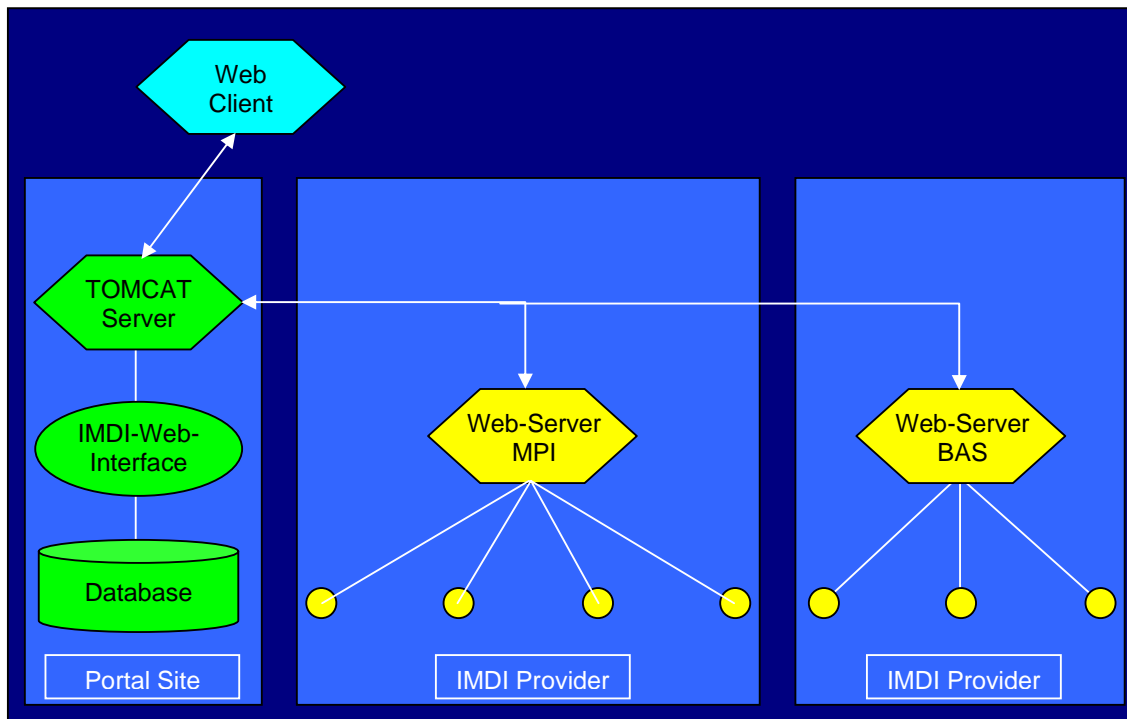 Web
Client
TOMCAT
Server
IMDI-Web-
Interface
Database
Portal Site
Web-Server
MPI
IMDI Provider
Web-Server
BAS
IMDI Provider